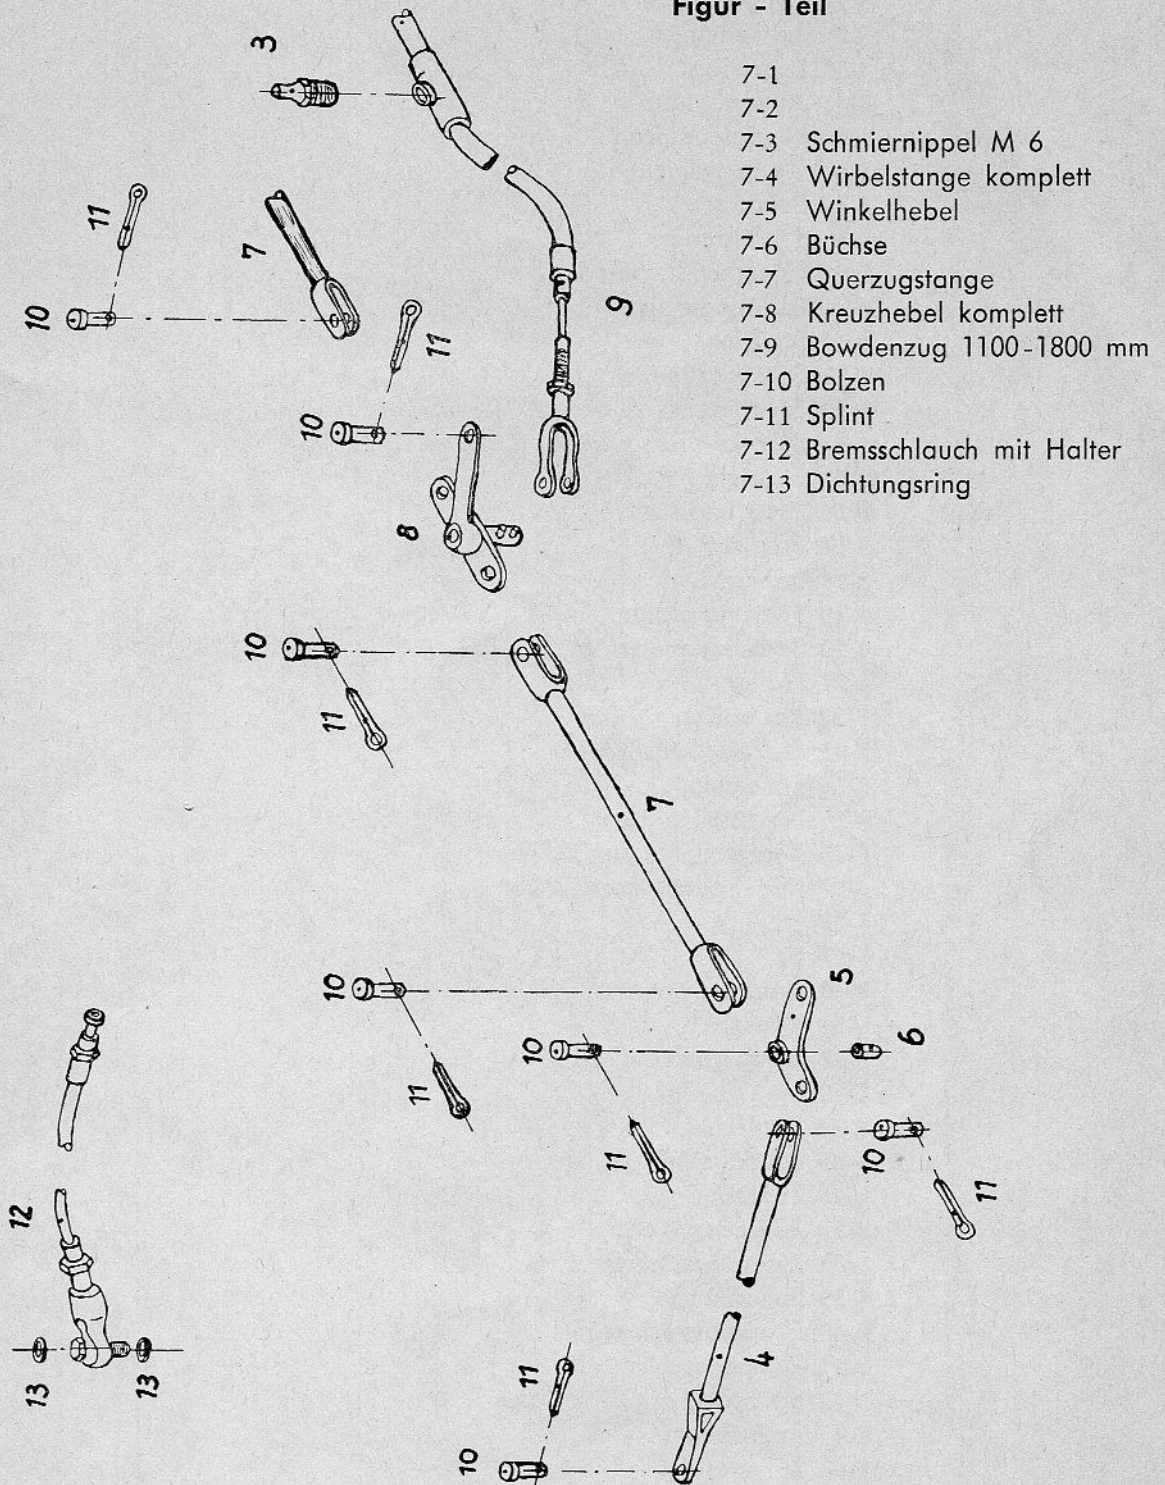 Figur - Teil
7-1
7-2
7-3 Schmiernippel M 6
7-4 Wirbelstange komplett
7-5 Winkelhebel
7-6 Büchse
7-7 Querzugstange
7-8 Kreuzhebel komplett
7-9 Bowdenzug 1100-1800 mm
7-10 Bolzen
7-11 Splint
7-12 Bremsschlauch mit Halter
7-13 Dichtungsring
3
11
7
10
9
11
10
8
10
11
7
10
5
6
10
11
11
10
11
12
13
13
4
11
10